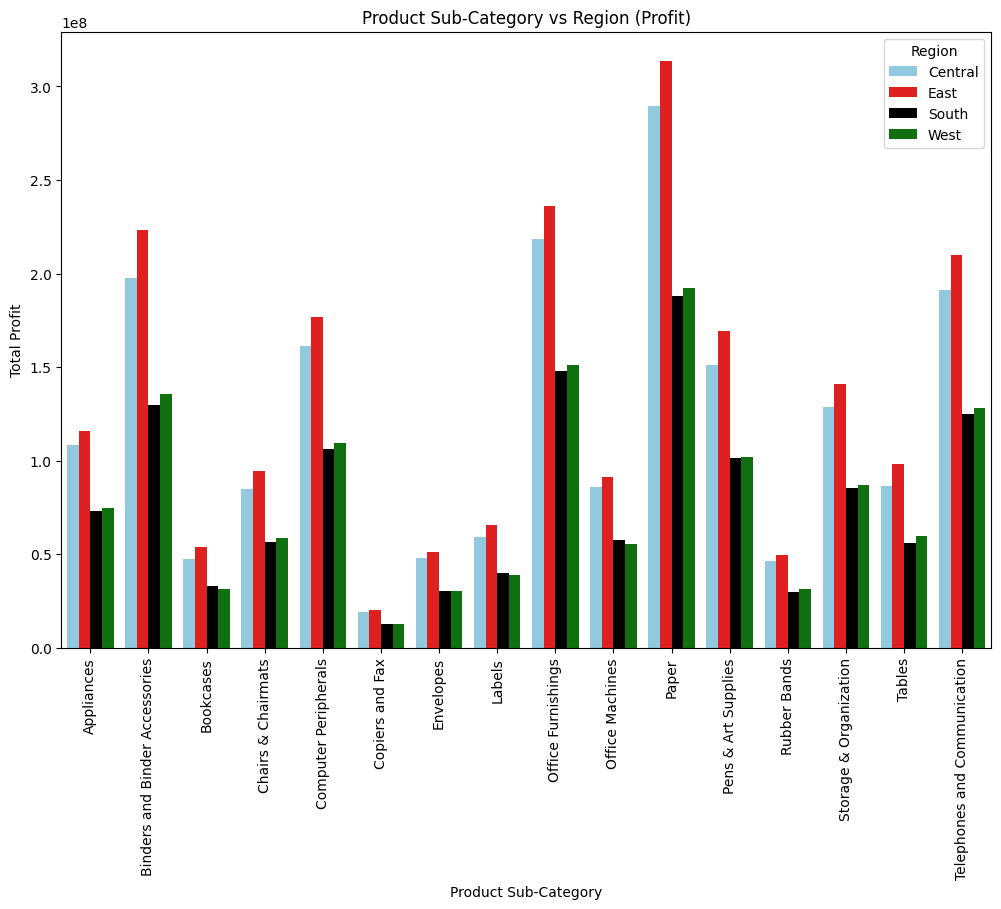 Product Sub-Category vs Region (Profit)
1e8
Region
Central
East
South
West
3.0
2.5
2.0
1.5
1.0
0.5
0.0
Total Profit
Appliances
Binders and Binder Accessories
Bookcases
Chairs & Chairmats
Computer Peripherals
Copiers and Fax
Envelopes
Labels
Office Furnishings
Office Machines
Paper
Pens & Art Supplies
Rubber Bands
Storage & Organization
Tables
Telephones and Communication
Product Sub-Category